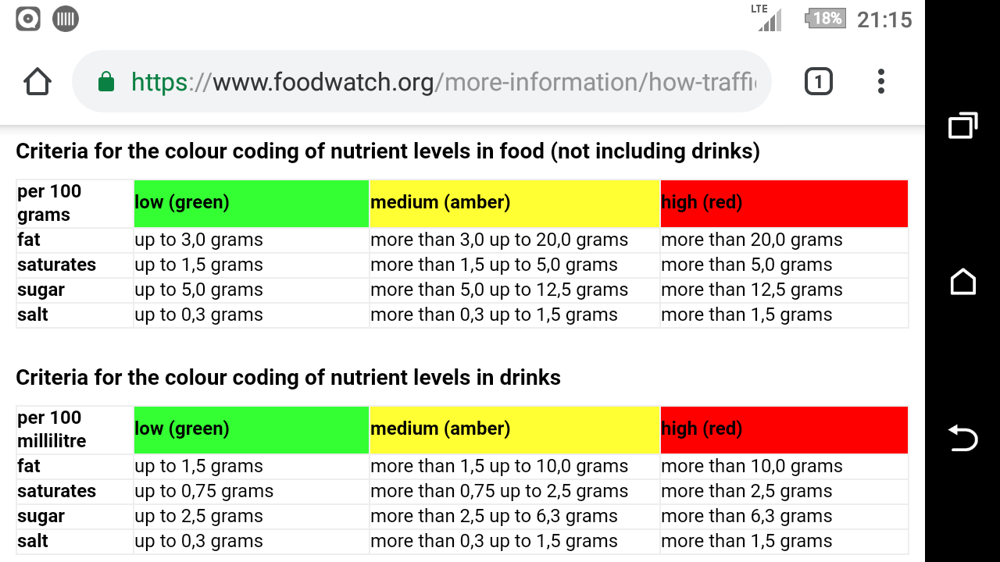 LTE 18% 21:15
https://www.foodwatch.org/more-information/how-traffi
1
Criteria for the colour coding of nutrient levels in food (not including drinks)
per 100 grams low (green) medium (amber) high (red)
fat up to 3,0 grams more than 3,0 up to 20,0 grams more than 20,0 grams
saturates up to 1,5 grams more than 1,5 up to 5,0 grams more than 5,0 grams
sugar up to 5,0 grams more than 5,0 up to 12,5 grams more than 12,5 grams
salt up to 0,3 grams more than 0,3 up to 1,5 grams more than 1,5 grams
Criteria for the colour coding of nutrient levels in drinks
per 100 millilitre low (green) medium (amber) high (red)
fat up to 1,5 grams more than 1,5 up to 10,0 grams more than 10,0 grams
saturates up to 0,75 grams more than 0,75 up to 2,5 grams more than 2,5 grams
sugar up to 2,5 grams more than 2,5 up to 6,3 grams more than 6,3 grams
salt up to 0,3 grams more than 0,3 up to 1,5 grams more than 1,5 grams